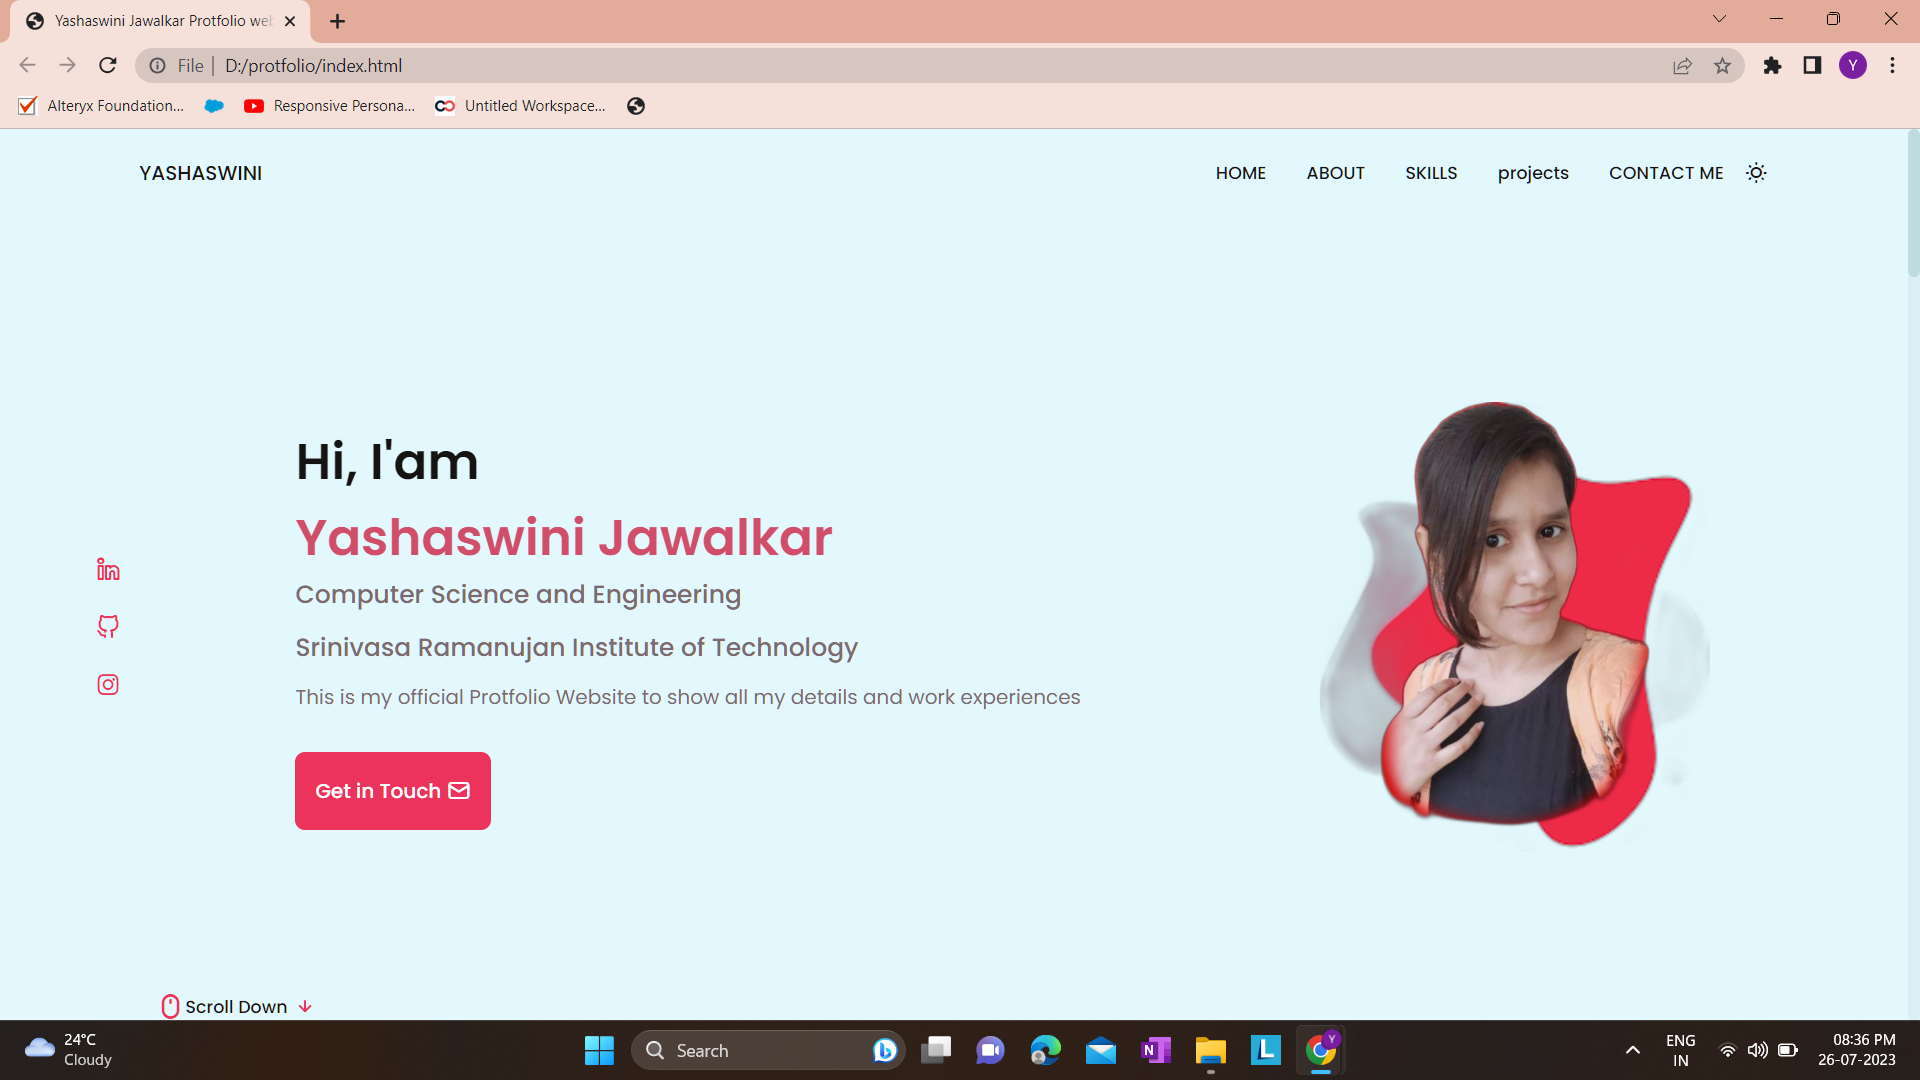 Yashaswini Jawalkar Protfolio web
File | D:/protfolio/index.html
Y
Alteryx Foundation...
Responsive Persona...
Untitled Workspace...
YASHASWINI
HOME
ABOUT
SKILLS
projects
CONTACT ME
Hi, I'am
Yashaswini Jawalkar
Computer Science and Engineering
Srinivasa Ramanujan Institute of Technology
This is my official Protfolio Website to show all my details and work experiences
Get in Touch
Scroll Down
24°C
Cloudy
Search
N
L
Y
ENG
IN
08:36 PM
26-07-2023